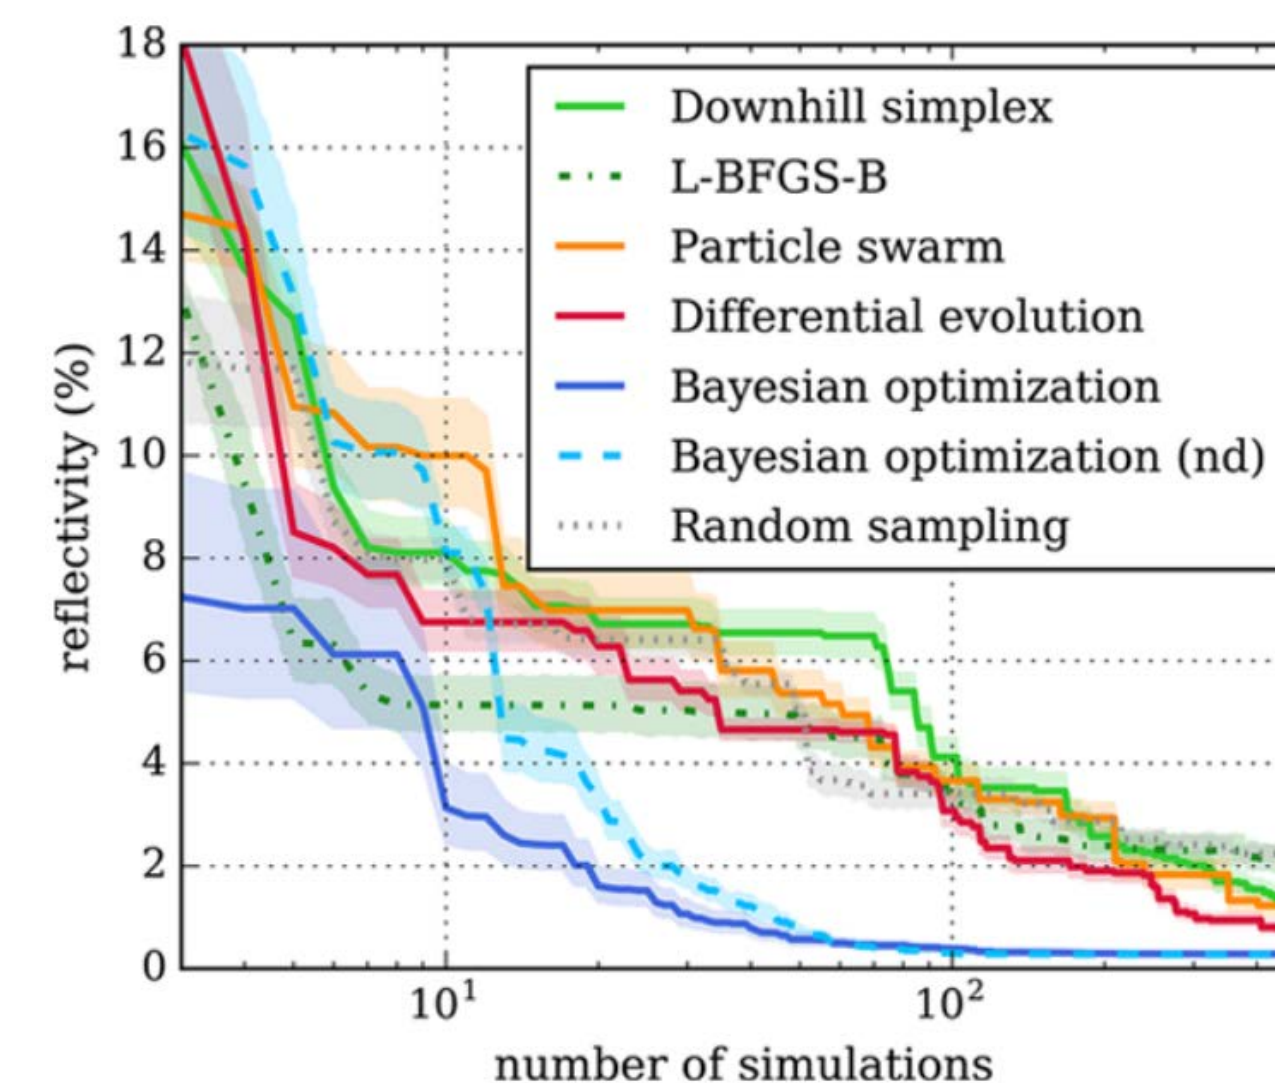 18
16
14
12
10
8
6
4
2
0
reflectivity (%)
Downhill simplex
L-BFGS-B
Particle swarm
Differential evolution
Bayesian optimization
Bayesian optimization (nd)
Random sampling
10¹
10²
number of simulations